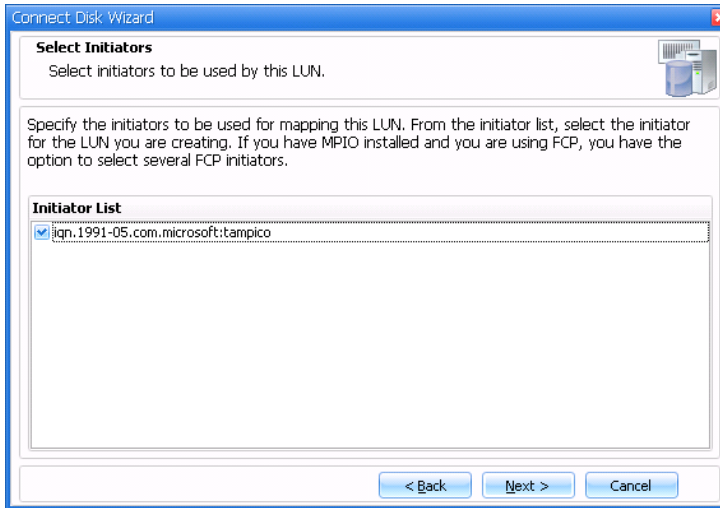 Connect Disk Wizard
Select Initiators
Select initiators to be used by this LUN.
Specify the initiators to be used for mapping this LUN. From the initiator list, select the initiator
for the LUN you are creating. If you have MPIO installed and you are using FCP, you have the
option to select several FCP initiators.
Initiator List
iqn.1991-05.com.microsoft:tampico
< Back Next > Cancel